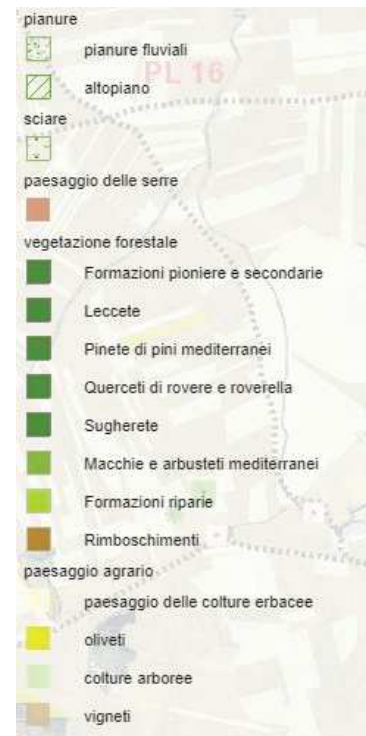 pianure
pianure fluviali
PL 16
altopiano
sciare
paesaggio delle serre
vegetazione forestale
Formazioni pioniere e secondarie
Leccete
Pinete di pini mediterranei
Querceti di rovere e roverella
Sugherete
Macchie e arbusteti mediterranei
Formazioni riparie
Rimboschimenti
paesaggio agrario
paesaggio delle colture erbacee
oliveti
colture arboree
vigneti